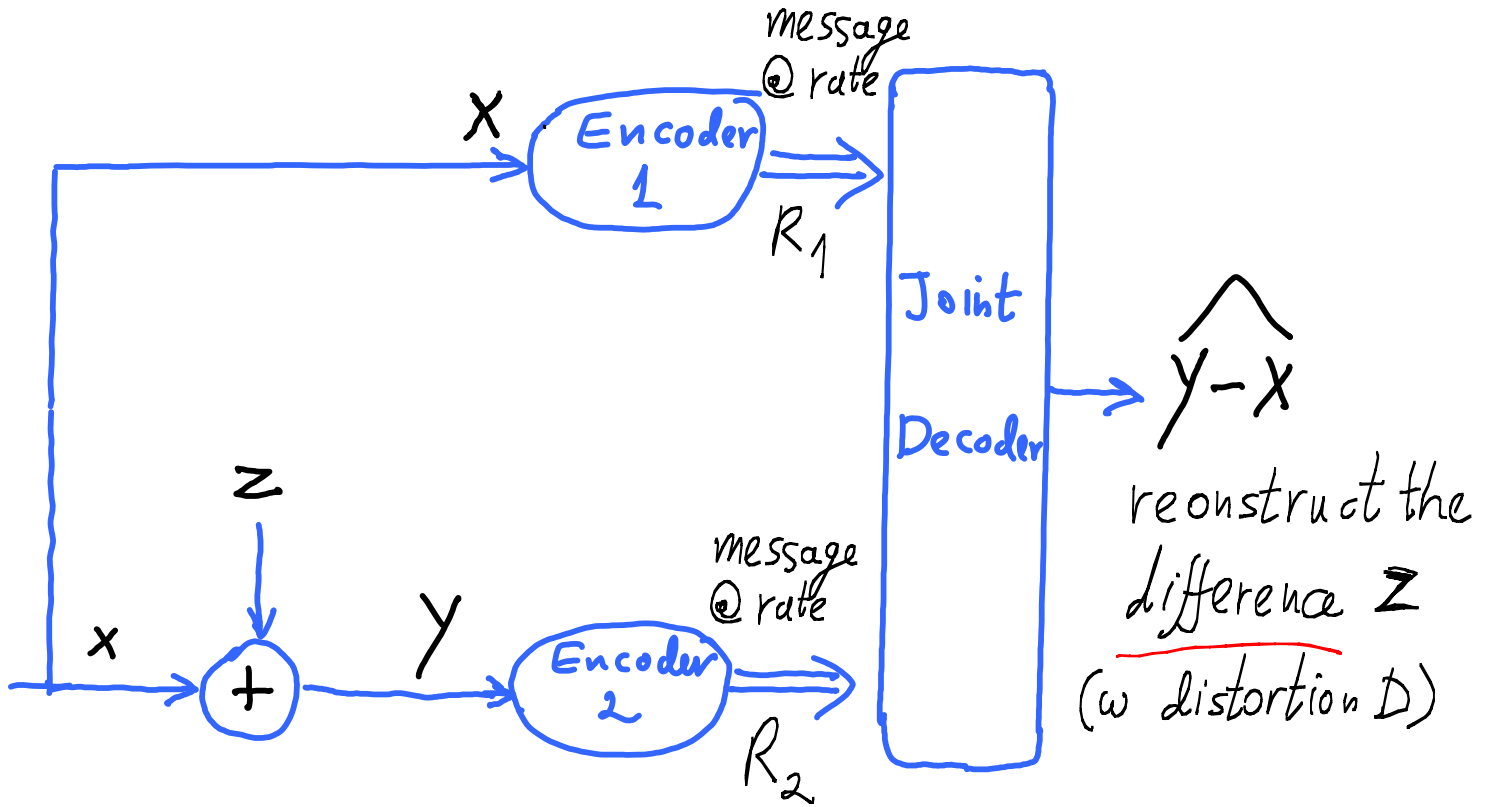 message
@ rate
X
Encoder
1
R1
Joint
Decoder
y-x
Z
reonstruct the
difference Z
(w distortion D)
message
@ rate
x
+
y
Encoder
2
R2